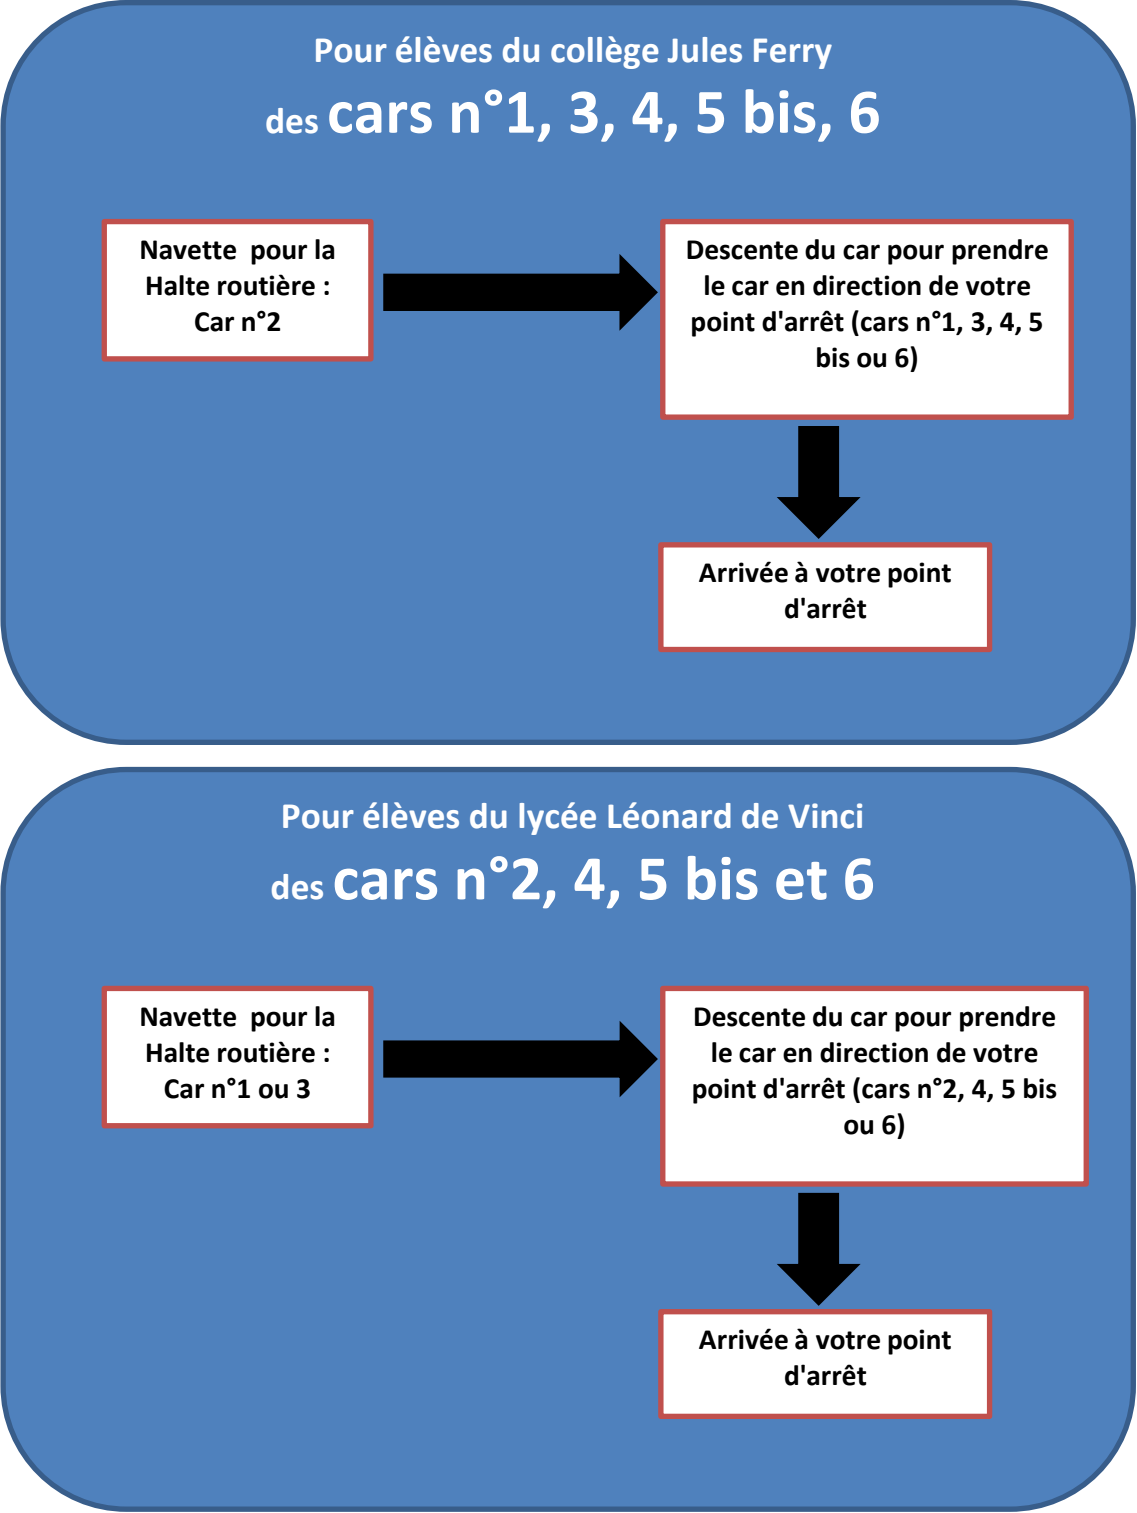 Pour élèves du collège Jules Ferry
des cars n°1, 3, 4, 5 bis, 6
Navette pour la
Halte routière :
Car n°2
Descente du car pour prendre
le car en direction de votre
point d'arrêt (cars n°1, 3, 4, 5
bis ou 6)
Arrivée à votre point
d'arrêt
Pour élèves du lycée Léonard de Vinci
des cars n°2, 4, 5 bis et 6
Navette pour la
Halte routière :
Car n°1 ou 3
Descente du car pour prendre
le car en direction de votre
point d'arrêt (cars n°2, 4, 5 bis
ou 6)
Arrivée à votre point
d'arrêt